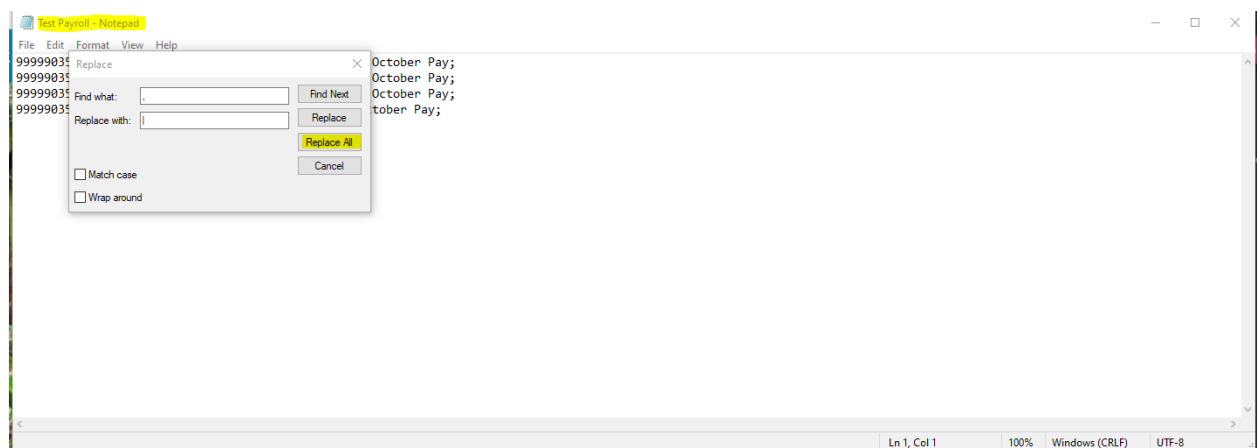 Test Payroll - Notepad
File Edit Format View Help
99999035 October Pay;
99999035 October Pay;
99999035 October Pay;
99999035 tober Pay;
Replace
Find what: . Find Next
Replace with: | Replace
Replace All
Match case Cancel
Wrap around
Ln 1, Col 1 100% Windows (CRLF) UTF-8